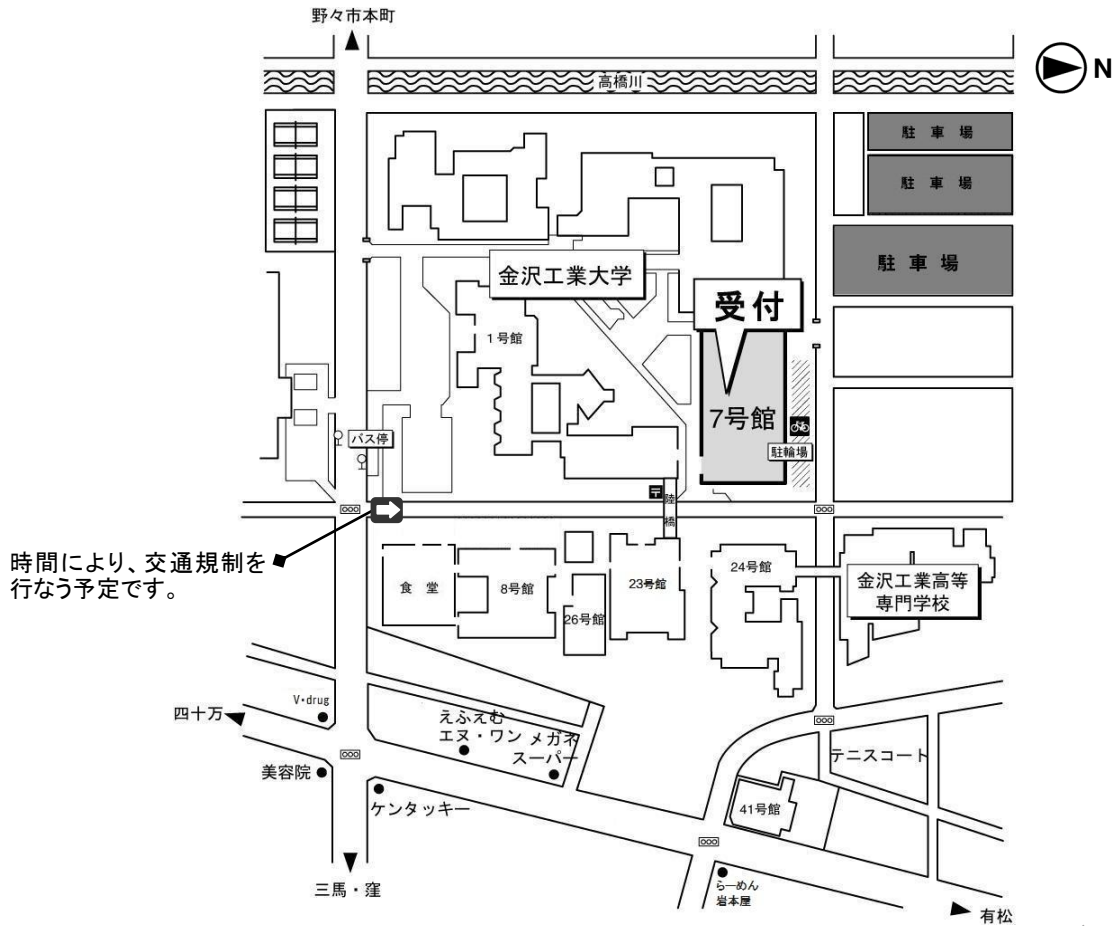 野々市本町
N
高橋川
駐車場
駐車場
駐車場
金沢工業大学
受付
1号館
7号館
バス停
駐輪場
陸橋
時間により、交通規制を
行なう予定です。
食堂
8号館
26号館
23号館
24号館
金沢工業高等
専門学校
V・drug
四十万
えふえむ
エヌ・ワン
メガネ
スーパー
テニスコート
美容院
ケンタッキー
41号館
三馬・窪
らーめん
岩本屋
有松